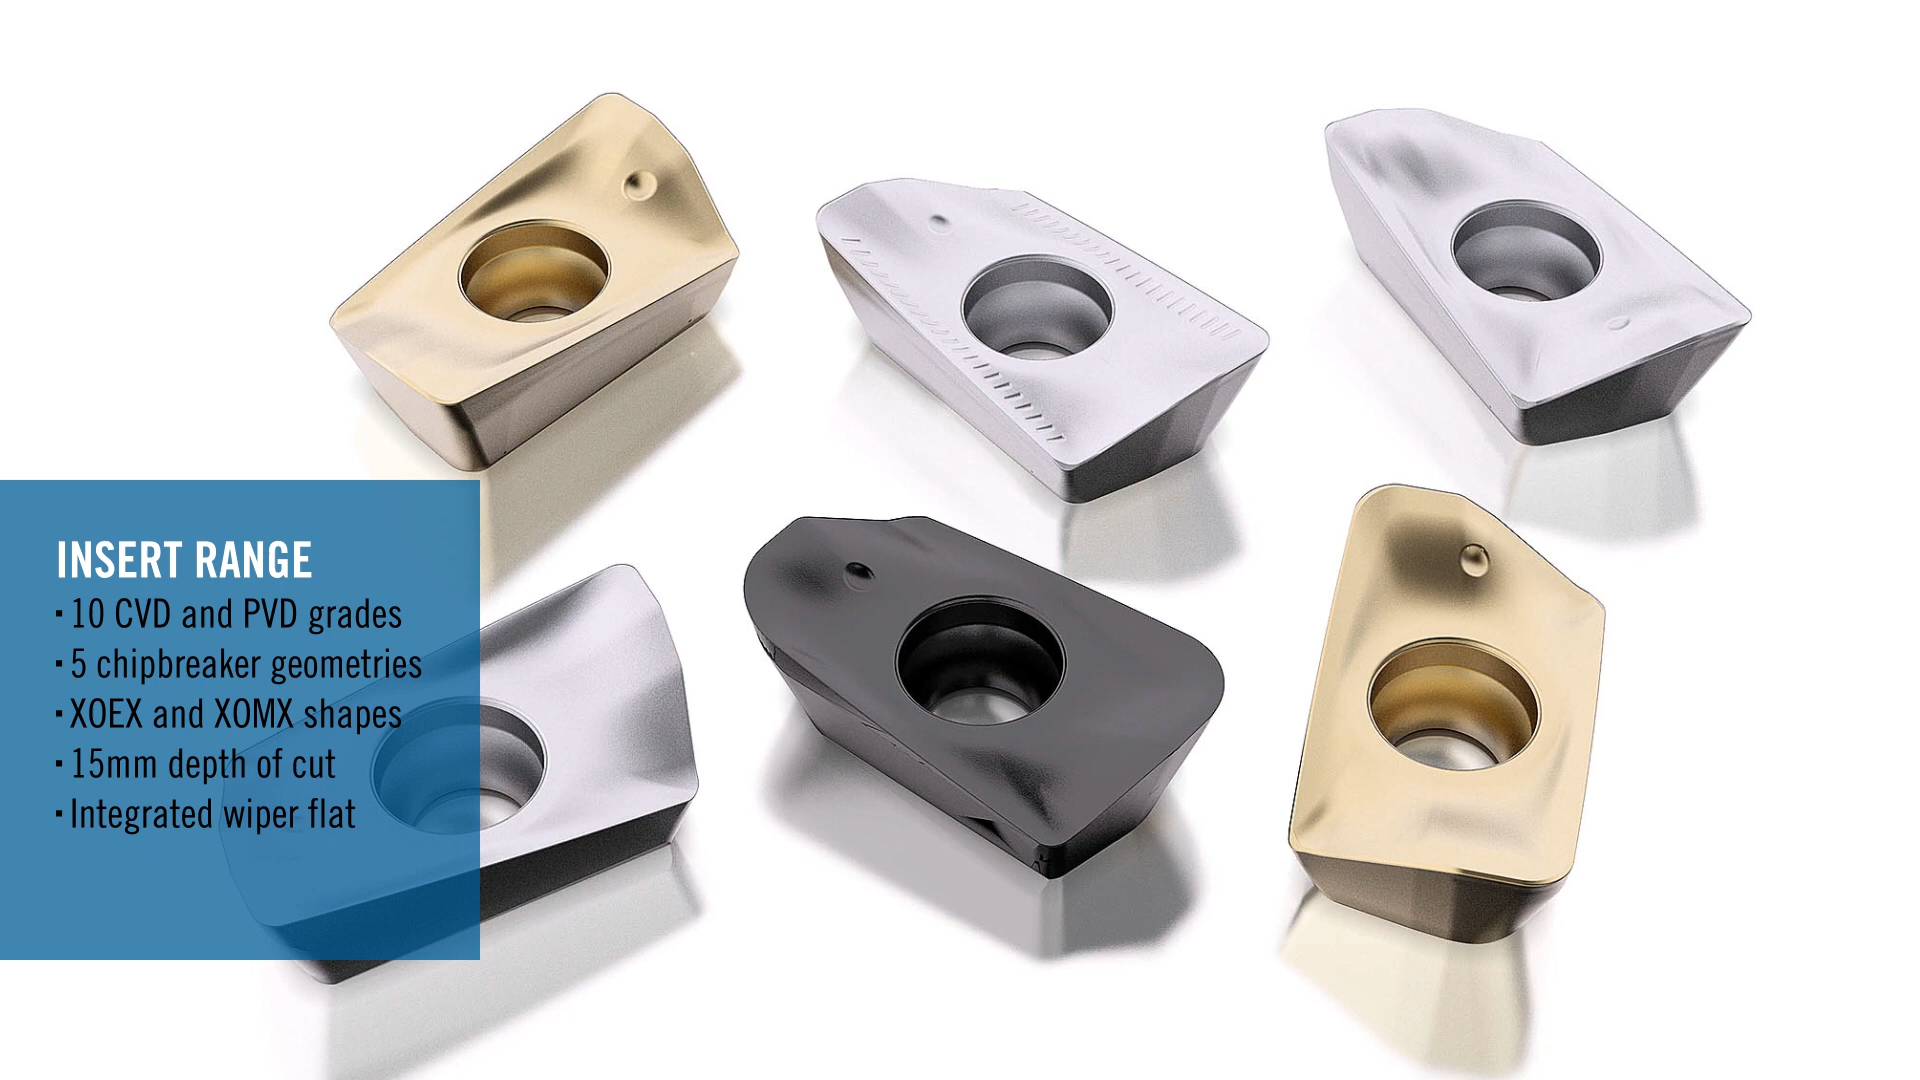 INSERT RANGE
· 10 CVD and PVD grades
· 5 chipbreaker geometries
· XOEX and XOMX shapes
· 15mm depth of cut
· Integrated wiper flat